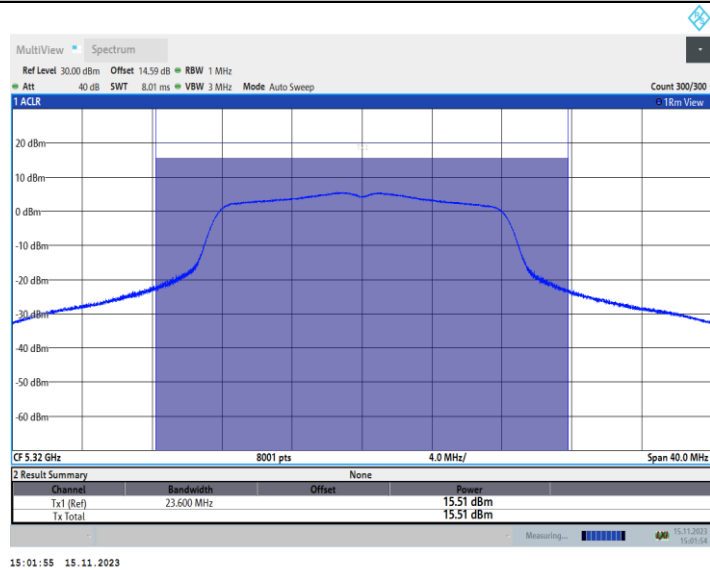 R S
MultiView Spectrum
Ref Level 30.00 dBm Offset 14.59 dB RBW 1 MHz
Att 40 dB SWT 8.01 ms VBW 3 MHz Mode Auto Sweep Count 300/300
1 ACLR 1Rm View
20 dBm
10 dBm
0 dBm
-10 dBm
-20 dBm
-30 dBm
-40 dBm
-50 dBm
-60 dBm
CF 5.32 GHz 8001 pts 4.0 MHz/ Span 40.0 MHz
2 Result Summary None
Channel Bandwidth Offset Power
Tx1 (Ref) 23.600 MHz 15.51 dBm
Tx Total 15.51 dBm
Measuring... 15.11.2023
15:01:54
15:01:55 15.11.2023